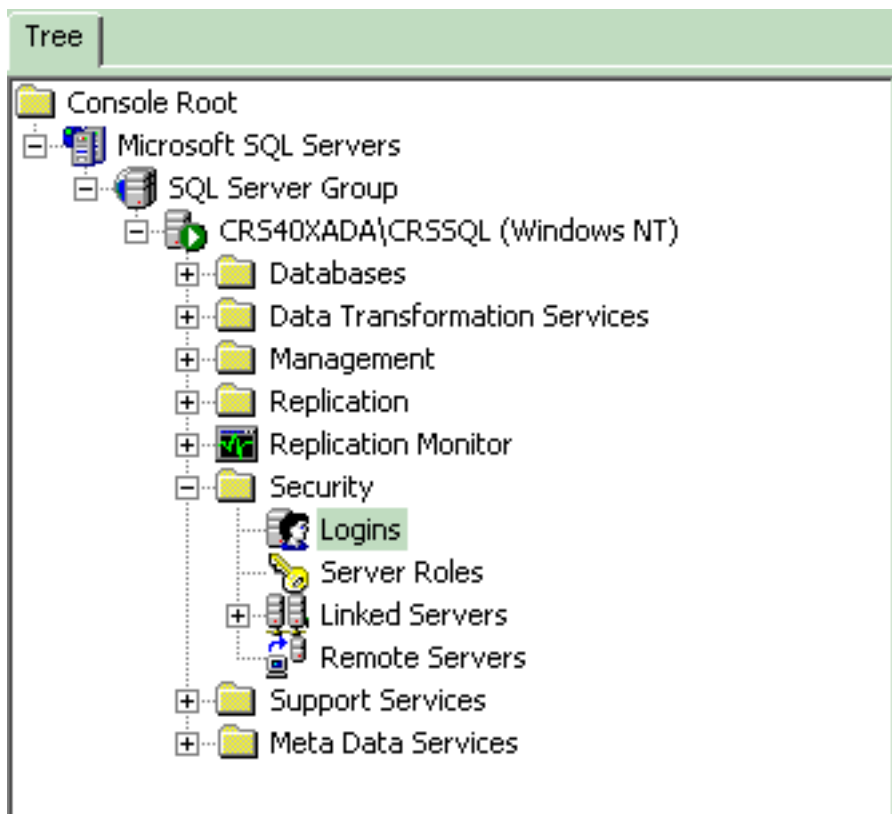 Tree
Console Root
Microsoft SQL Servers
SQL Server Group
CRS40XADA\CRSSQL (Windows NT)
Databases
Data Transformation Services
Management
Replication
Replication Monitor
Security
Logins
Server Roles
Linked Servers
Remote Servers
Support Services
Meta Data Services